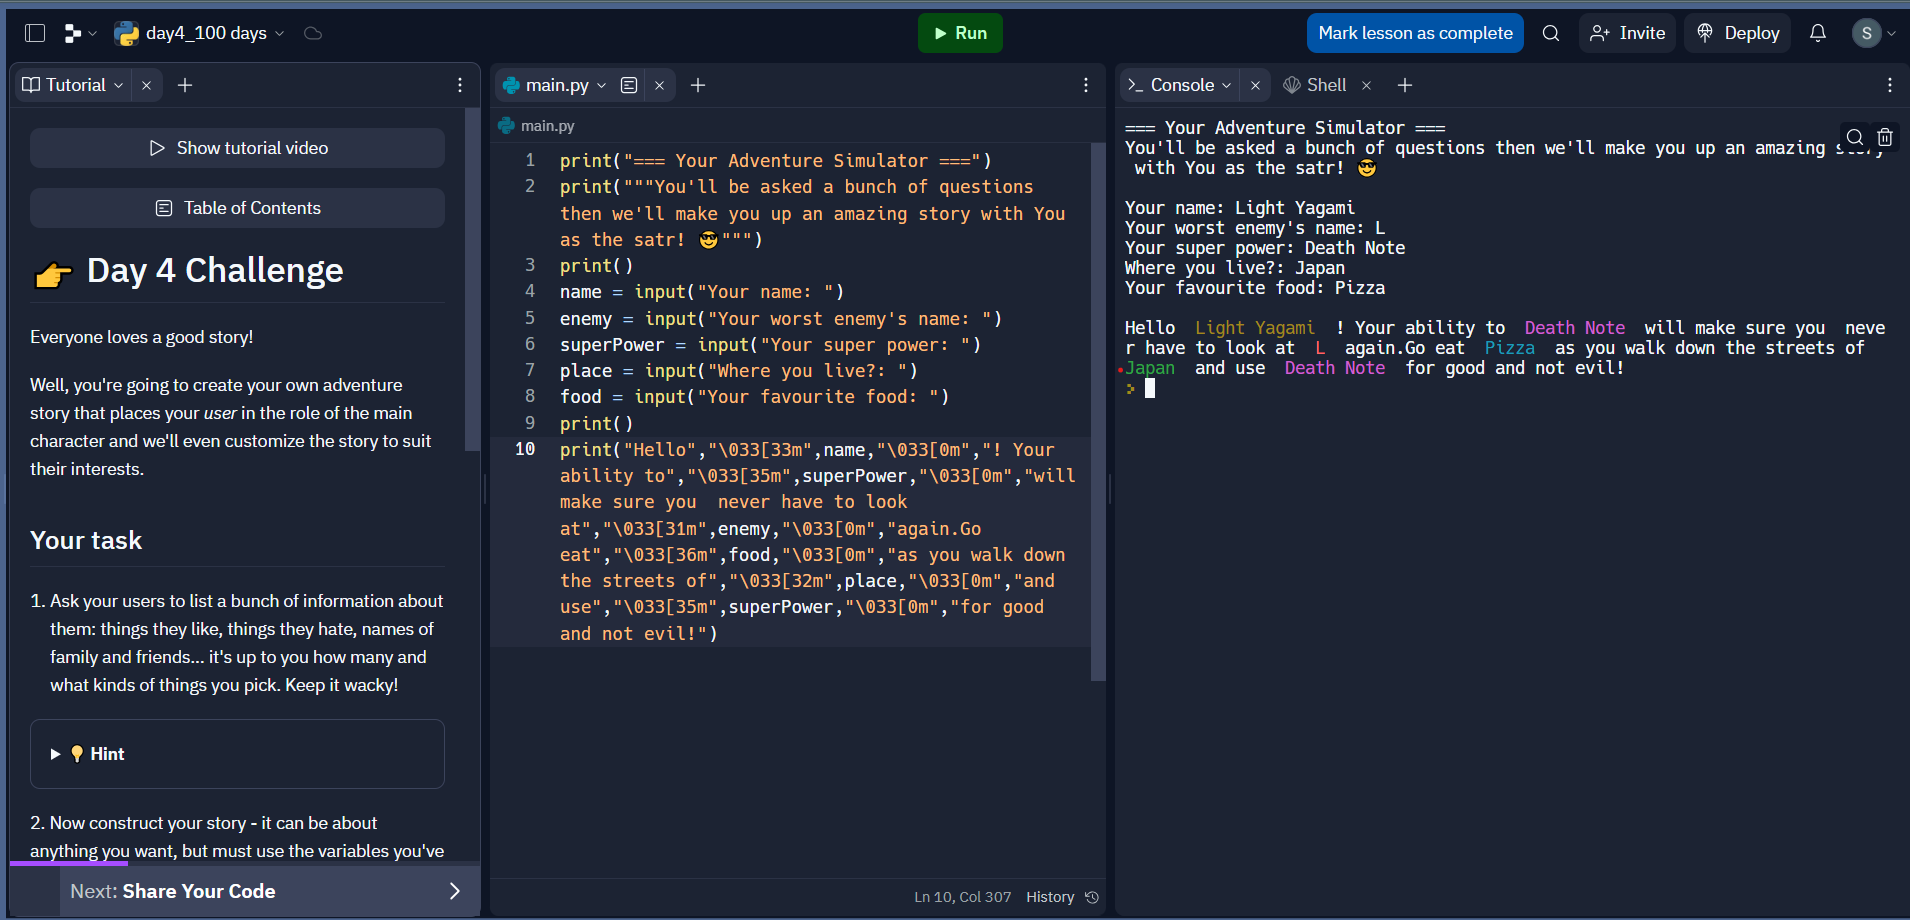 day4_100 days
Run
Mark lesson as complete
Invite
Deploy
S
Tutorial
Show tutorial video
Table of Contents
👉 Day 4 Challenge
Everyone loves a good story!
Well, you're going to create your own adventure
story that places your user in the role of the main
character and we'll even customize the story to suit
their interests.
Your task
1. Ask your users to list a bunch of information about
them: things they like, things they hate, names of
family and friends... it's up to you how many and
what kinds of things you pick. Keep it wacky!
💡 Hint
2. Now construct your story - it can be about
anything you want, but must use the variables you've
Next: Share Your Code
main.py
main.py
1 print("=== Your Adventure Simulator ===")
2 print("""You'll be asked a bunch of questions
then we'll make you up an amazing story with You
as the satr! 😎""")
3 print()
4 name = input("Your name: ")
5 enemy = input("Your worst enemy's name: ")
6 superPower = input("Your super power: ")
7 place = input("Where you live?: ")
8 food = input("Your favourite food: ")
9 print()
10 print("Hello","\033[33m",name,"\033[0m","! Your
ability to","\033[35m",superPower,"\033[0m","will
make sure you  never have to look
at","\033[31m",enemy,"\033[0m","again.Go
eat","\033[36m",food,"\033[0m","as you walk down
the streets of","\033[32m",place,"\033[0m","and
use","\033[35m",superPower,"\033[0m","for good
and not evil!")
Ln 10, Col 307 History
Console
Shell
=== Your Adventure Simulator ===
You'll be asked a bunch of questions then we'll make you up an amazing story
with You as the satr! 😎
Your name: Light Yagami
Your worst enemy's name: L
Your super power: Death Note
Where you live?: Japan
Your favourite food: Pizza
Hello  Light Yagami  ! Your ability to  Death Note  will make sure you  neve
r have to look at  L  again.Go eat  Pizza  as you walk down the streets of
Japan  and use  Death Note  for good and not evil!